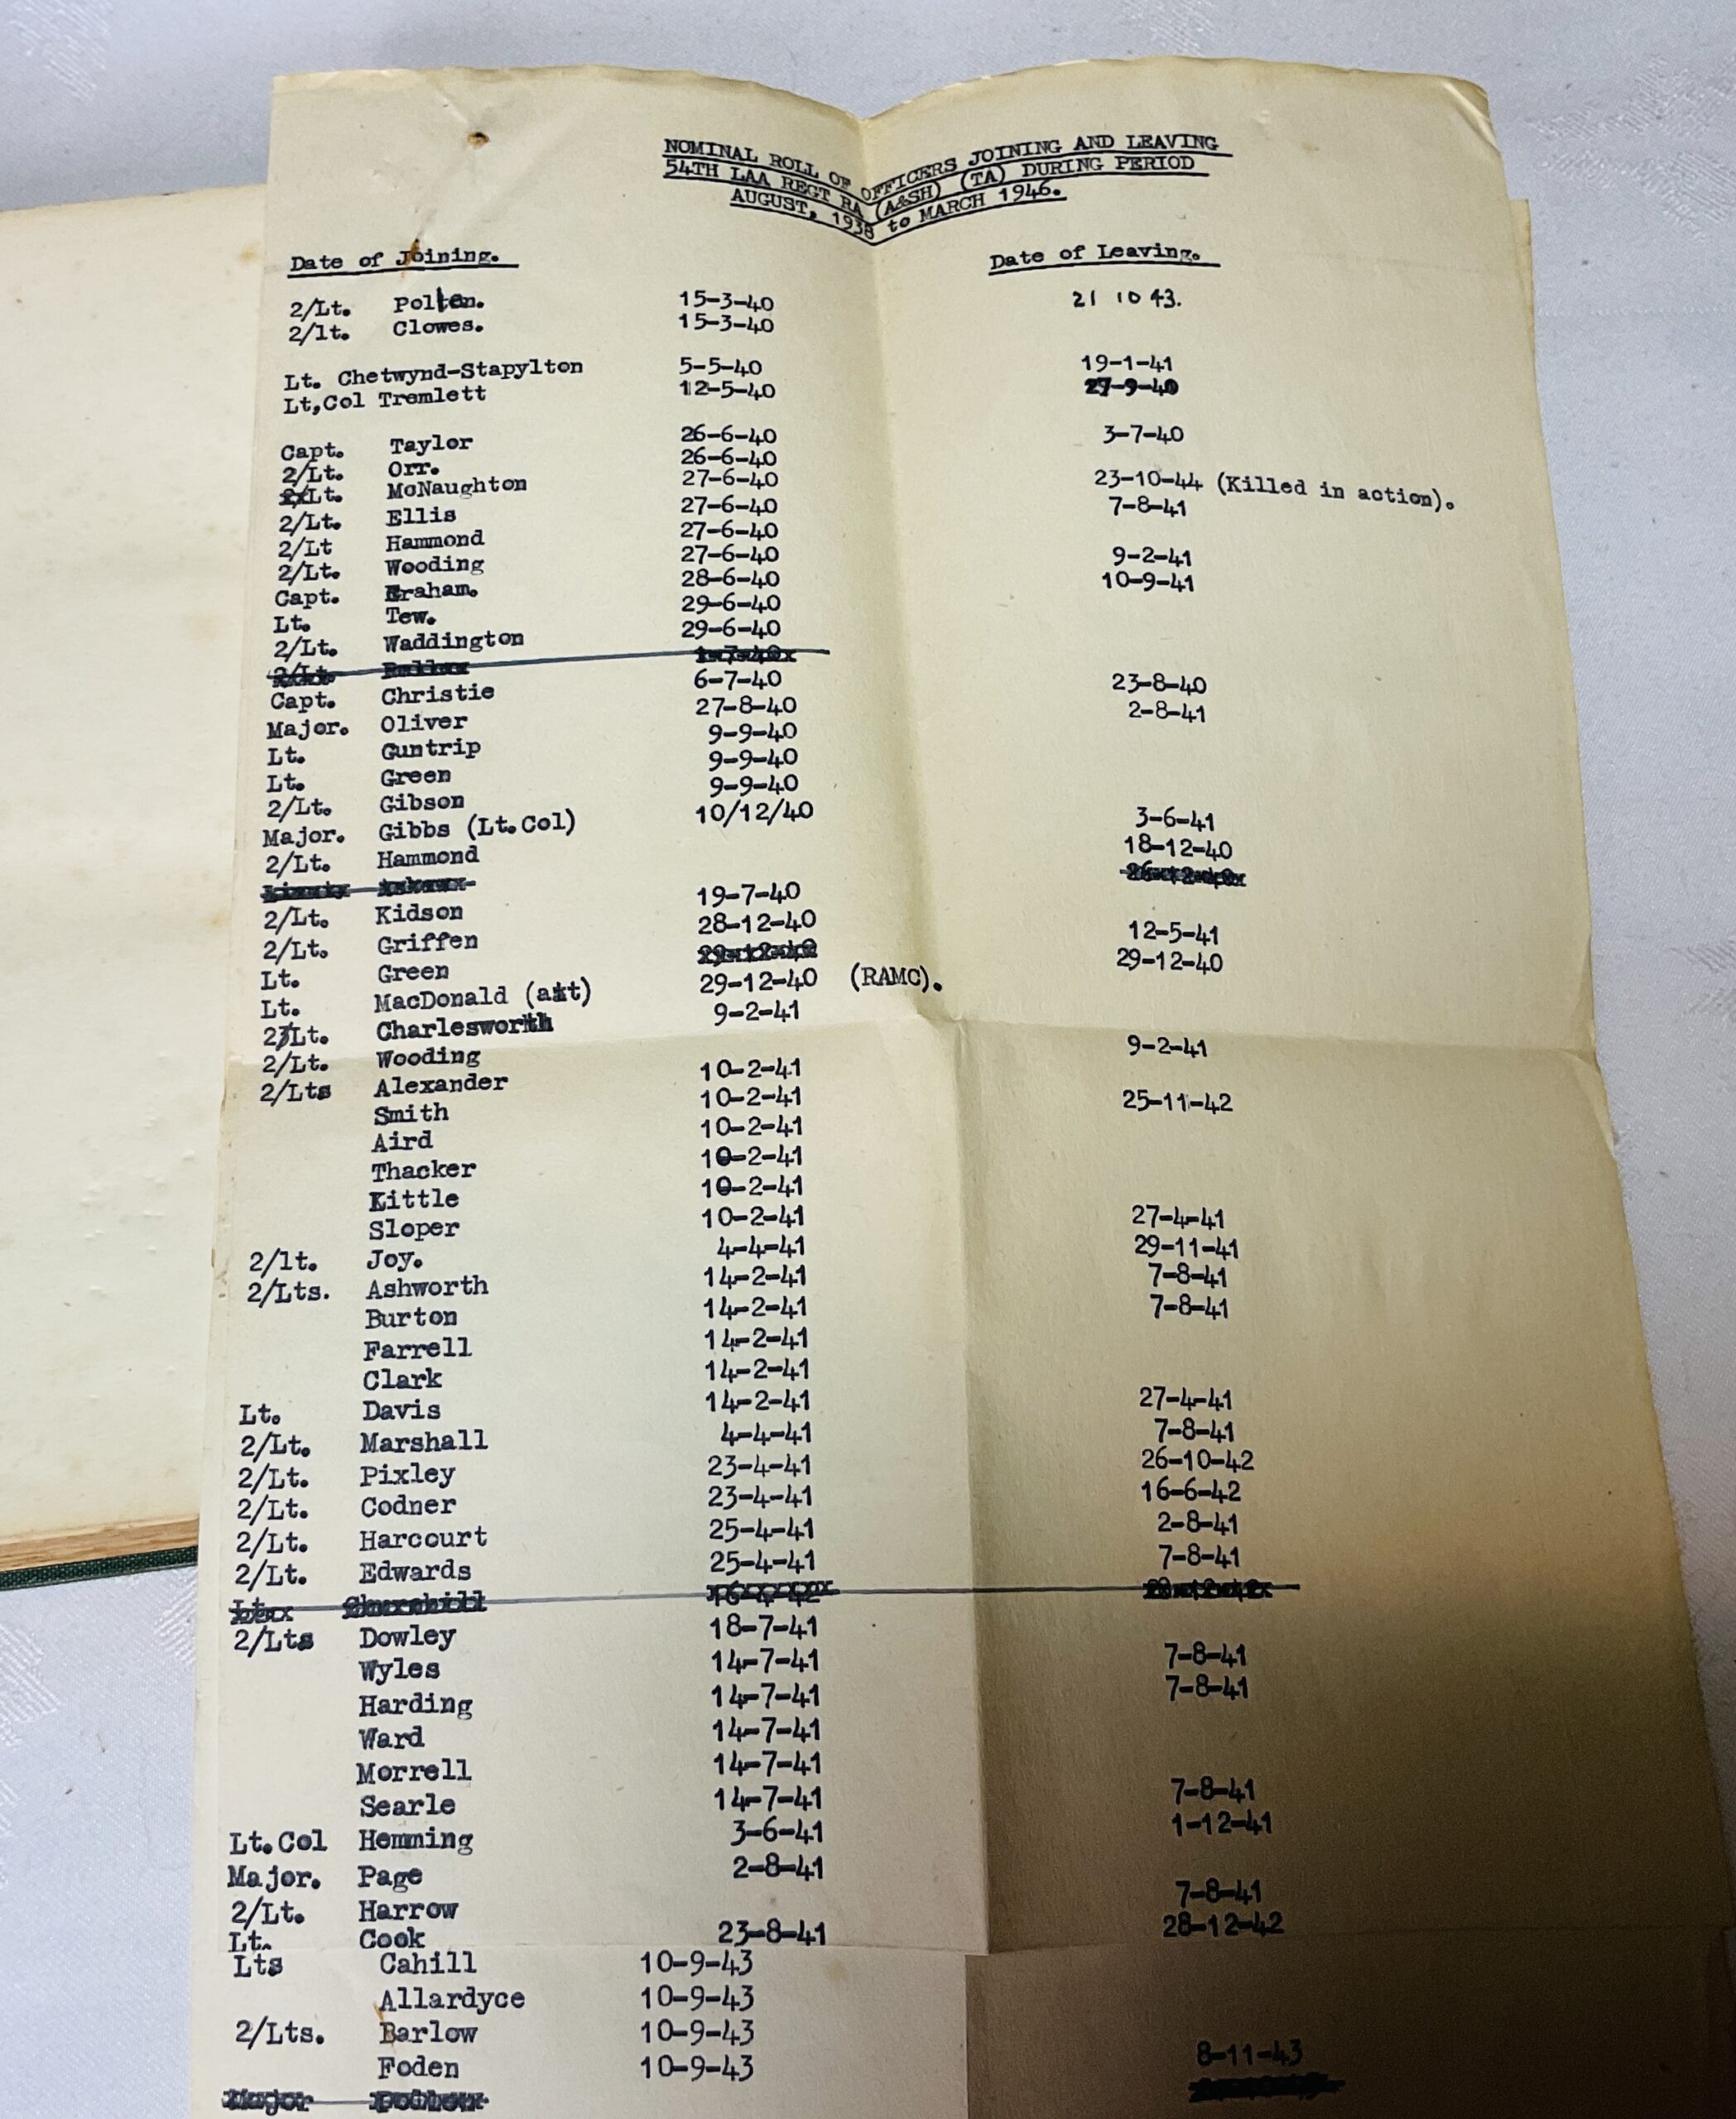 NOMINAL ROLL OF OFFICERS JOINING AND LEAVING
54TH LAA REGT RA (A&SH) (TA) DURING PERIOD
AUGUST, 1938 to MARCH 1946.
Date of Joining. Date of Leaving.
2/Lt. Polten. 15-3-40 21 10 43.
2/lt. Clowes. 15-3-40
Lt. Chetwynd-Stapylton 5-5-40 19-1-41
Lt,Col Tremlett 12-5-40 27-9-40
Capt. Taylor 26-6-40 3-7-40
2/Lt. Orr. 26-6-40
Lt. McNaughton 27-6-40 23-10-44 (Killed in action).
2/Lt. Ellis 27-6-40 7-8-41
2/Lt Hammond 27-6-40
2/Lt. Wooding 27-6-40 9-2-41
Capt. Graham. 28-6-40 10-9-41
Lt. Tew. 29-6-40
2/Lt. Waddington 29-6-40
Capt. Christie 6-7-40 23-8-40
Major. Oliver 27-8-40 2-8-41
Lt. Guntrip 9-9-40
Lt. Green 9-9-40
2/Lt. Gibson 9-9-40
Major. Gibbs (Lt.Col) 10/12/40 3-6-41
2/Lt. Hammond 18-12-40
2/Lt. Kidson 19-7-40
2/Lt. Griffen 28-12-40 12-5-41
Lt. Green 29-12-40 29-12-40
Lt. MacDonald (att) 29-12-40 (RAMC).
2/Lt. Charlesworth 9-2-41
2/Lt. Wooding 9-2-41
2/Lts Alexander 10-2-41
Smith 10-2-41 25-11-42
Aird 10-2-41
Thacker 10-2-41
Kittle 10-2-41
Sloper 10-2-41 27-4-41
2/lt. Joy. 4-4-41 29-11-41
2/Lts. Ashworth 14-2-41 7-8-41
Burton 14-2-41 7-8-41
Farrell 14-2-41
Clark 14-2-41
Lt. Davis 14-2-41 27-4-41
2/Lt. Marshall 4-4-41 7-8-41
2/Lt. Pixley 23-4-41 26-10-42
2/Lt. Codner 23-4-41 16-6-42
2/Lt. Harcourt 25-4-41 2-8-41
2/Lt. Edwards 25-4-41 7-8-41
Lt. Churchill
2/Lts Dowley 18-7-41
Wyles 14-7-41 7-8-41
Harding 14-7-41 7-8-41
Ward 14-7-41
Morrell 14-7-41
Searle 14-7-41 7-8-41
Lt.Col Hemming 3-6-41 1-12-41
Major. Page 2-8-41
2/Lt. Harrow 7-8-41
Lt. Cook 23-8-41 28-12-42
Lts Cahill 10-9-43
Allardyce 10-9-43
2/Lts. Barlow 10-9-43
Foden 10-9-43 8-11-43
Major